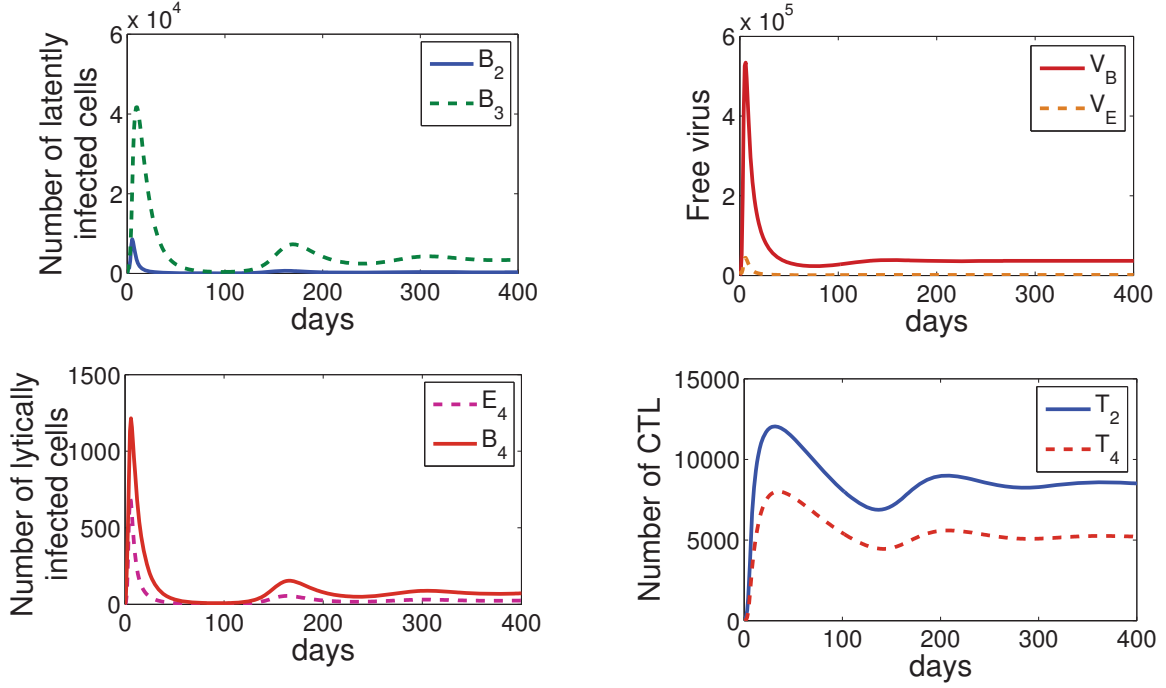 x 10^4
Number of latently
infected cells
6
4
2
0
0 100 200 300 400
days
B_2
B_3
x 10^5
Free virus
6
4
2
0
0 100 200 300 400
days
V_B
V_E
Number of lytically
infected cells
1500
1000
500
0
0 100 200 300 400
days
E_4
B_4
Number of CTL
15000
10000
5000
0
0 100 200 300 400
days
T_2
T_4